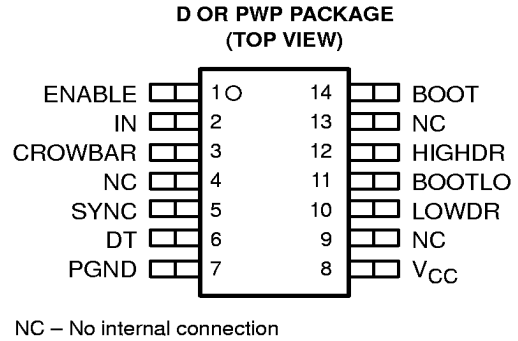 D OR PWP PACKAGE
(TOP VIEW)
ENABLE 1 14 BOOT
IN 2 13 NC
CROWBAR 3 12 HIGHDR
NC 4 11 BOOTLO
SYNC 5 10 LOWDR
DT 6 9 NC
PGND 7 8 VCC
NC – No internal connection